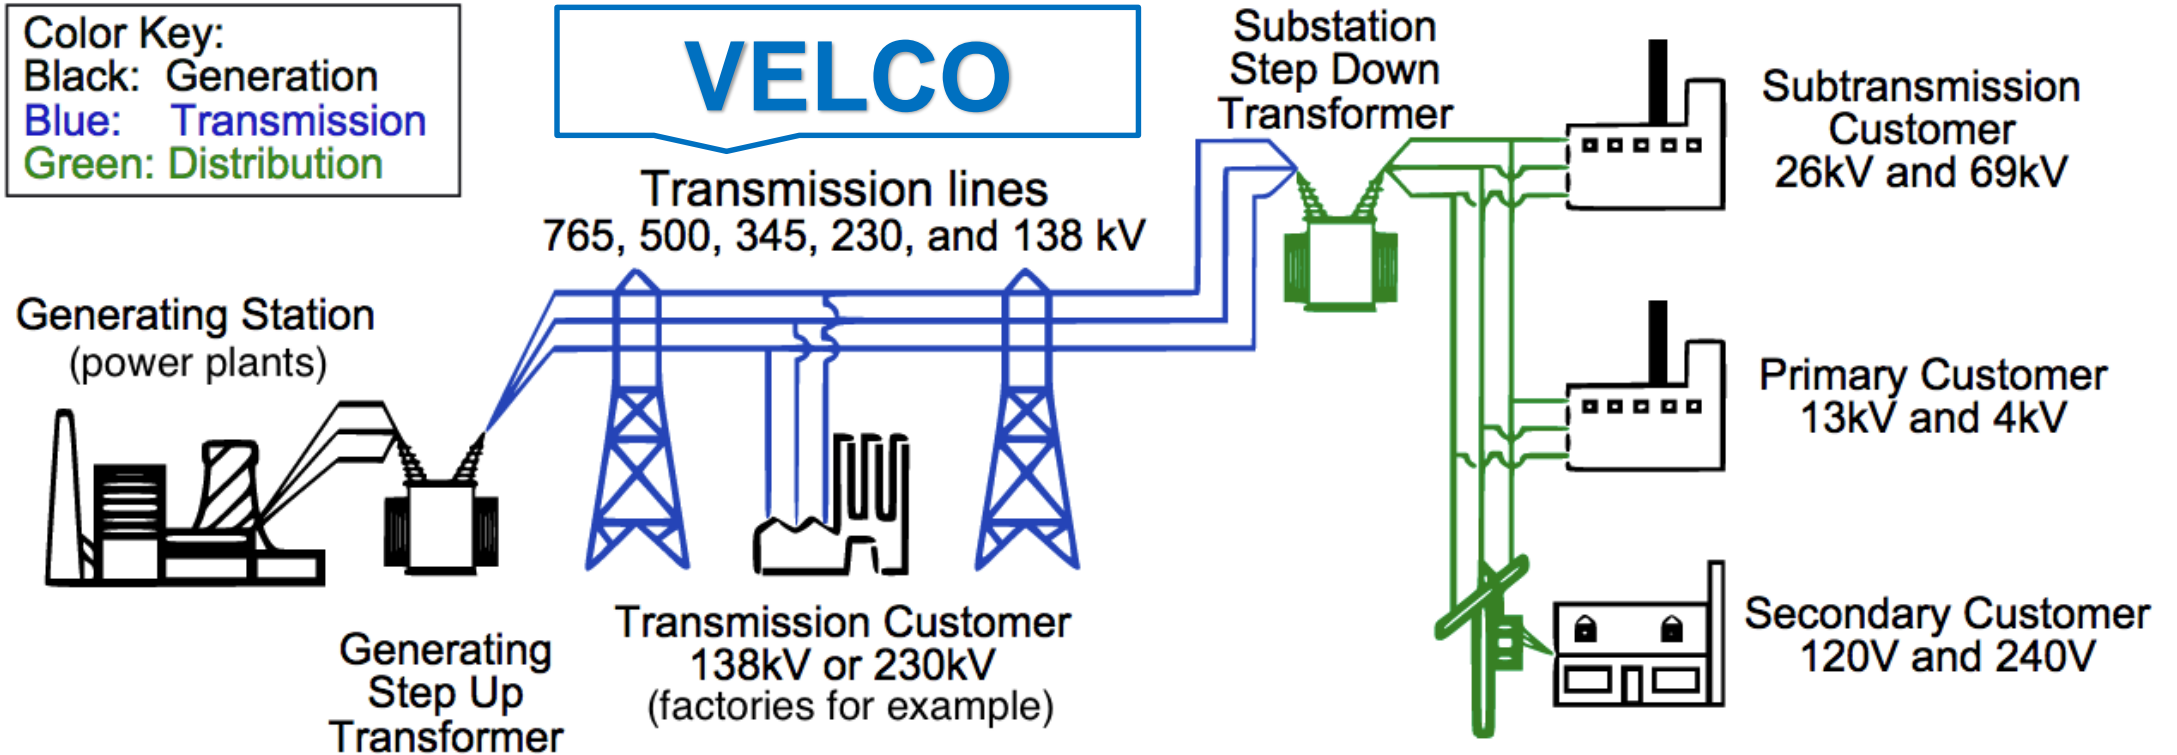 Color Key:
Black: Generation
Blue: Transmission
Green: Distribution
VELCO
Substation
Step Down
Transformer
Subtransmission
Customer
26kV and 69kV
Transmission lines
765, 500, 345, 230, and 138 kV
Generating Station
(power plants)
Primary Customer
13kV and 4kV
Transmission Customer
138kV or 230kV
(factories for example)
Generating
Step Up
Transformer
Secondary Customer
120V and 240V